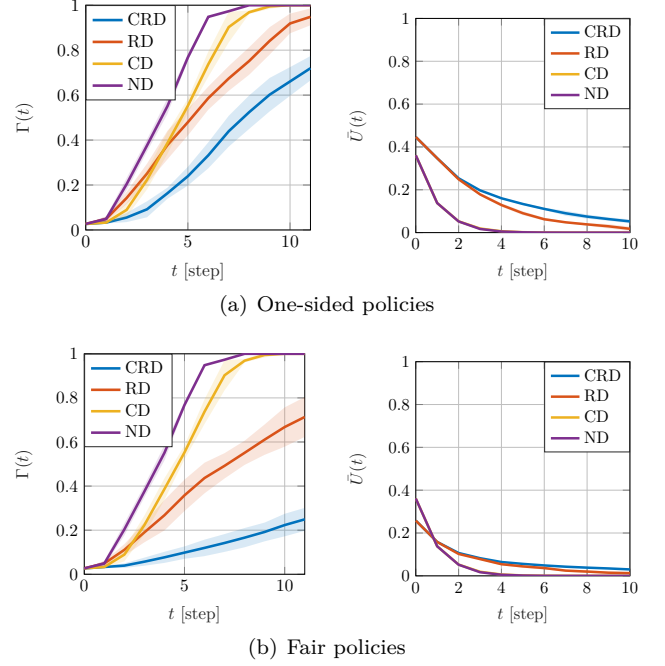 1
0.8
0.6
0.4
0.2
0
Γ(t)
CRD
RD
CD
ND
0
5
10
t [step]
1
0.8
0.6
0.4
0.2
0
Ū(t)
CRD
RD
CD
ND
0
2
4
6
8
10
t [step]
(a) One-sided policies
1
0.8
0.6
0.4
0.2
0
Γ(t)
CRD
RD
CD
ND
0
5
10
t [step]
1
0.8
0.6
0.4
0.2
0
Ū(t)
CRD
RD
CD
ND
0
2
4
6
8
10
t [step]
(b) Fair policies